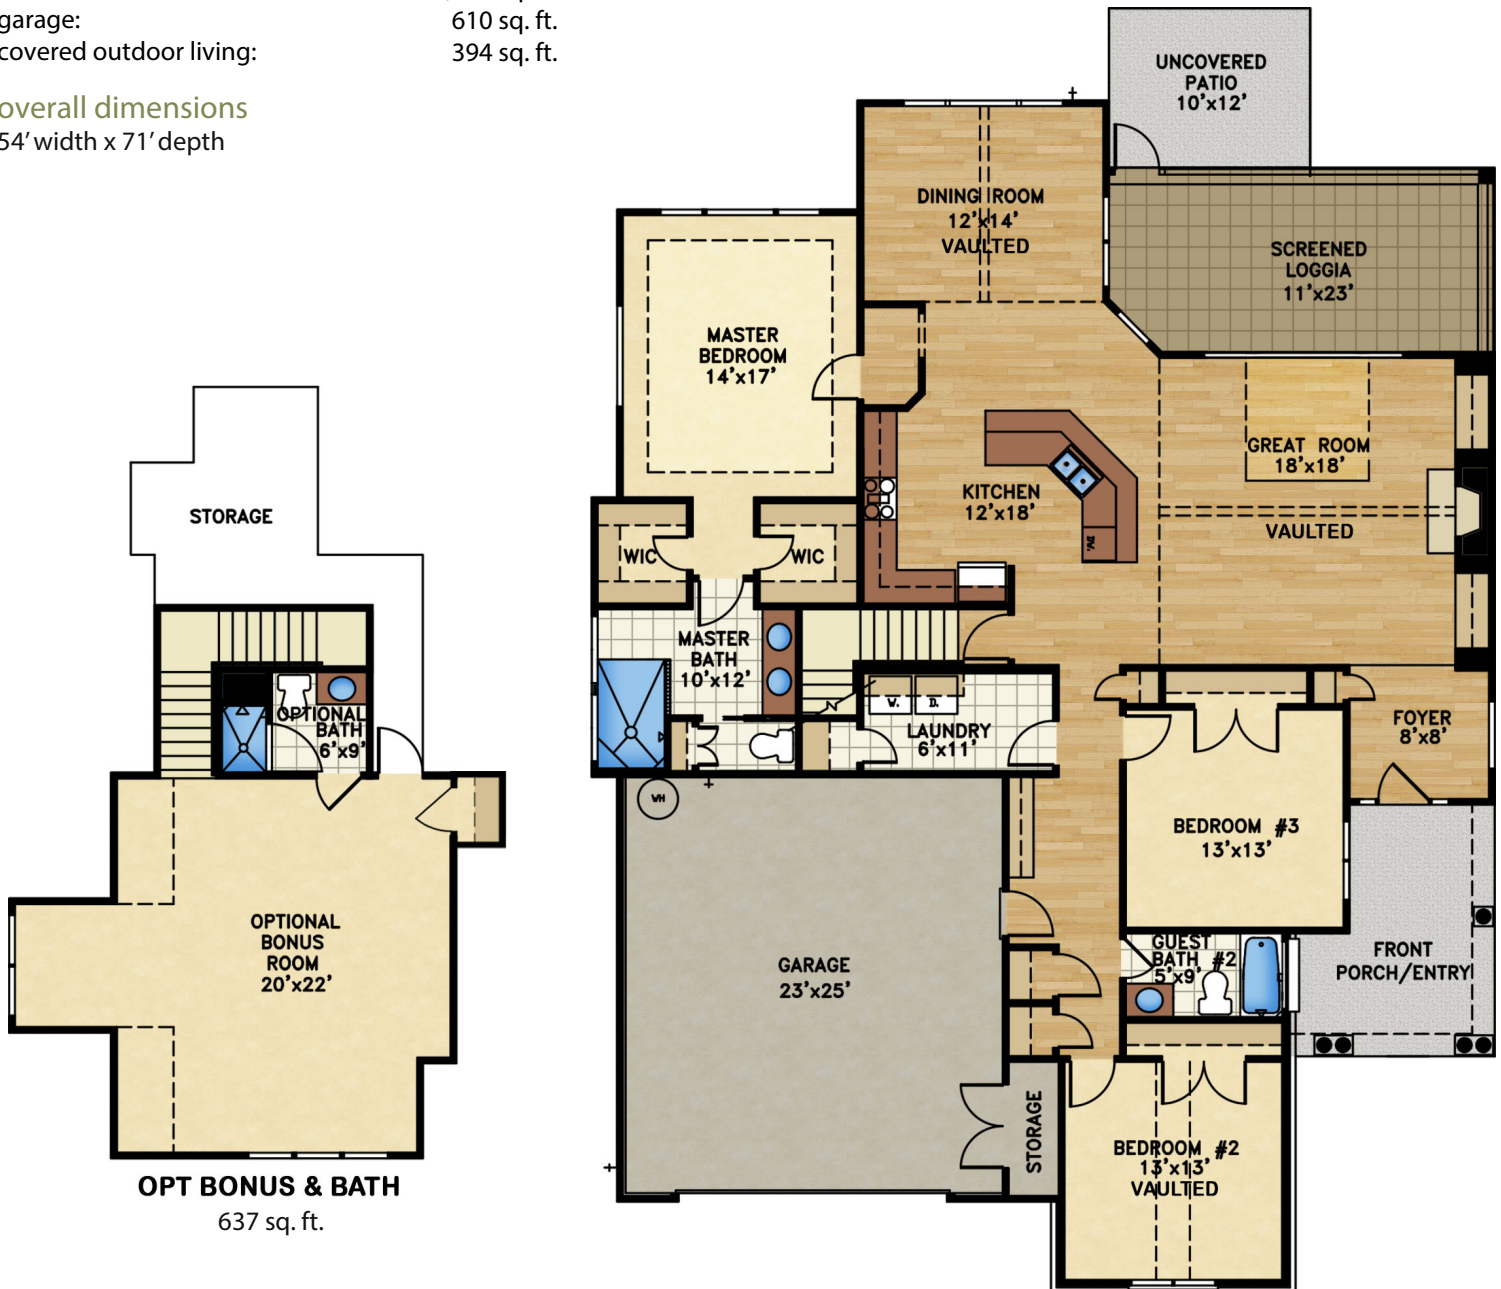 garage: 610 sq. ft.
covered outdoor living: 394 sq. ft.
overall dimensions
54' width x 71' depth
UNCOVERED
PATIO
10'x12'
DINING ROOM
12'x14'
VAULTED
SCREENED
LOGGIA
11'x23'
MASTER
BEDROOM
14'x17'
GREAT ROOM
18'x18'
VAULTED
KITCHEN
12'x18'
DW.
WIC
WIC
MASTER
BATH
10'x12'
W.
D.
LAUNDRY
6'x11'
FOYER
8'x8'
WH
BEDROOM #3
13'x13'
GARAGE
23'x25'
GUEST
BATH #2
5'x9'
FRONT
PORCH/ENTRY
STORAGE
BEDROOM #2
13'x13'
VAULTED
STORAGE
OPTIONAL
BATH
6'x9'
OPTIONAL
BONUS
ROOM
20'x22'
OPT BONUS & BATH
637 sq. ft.